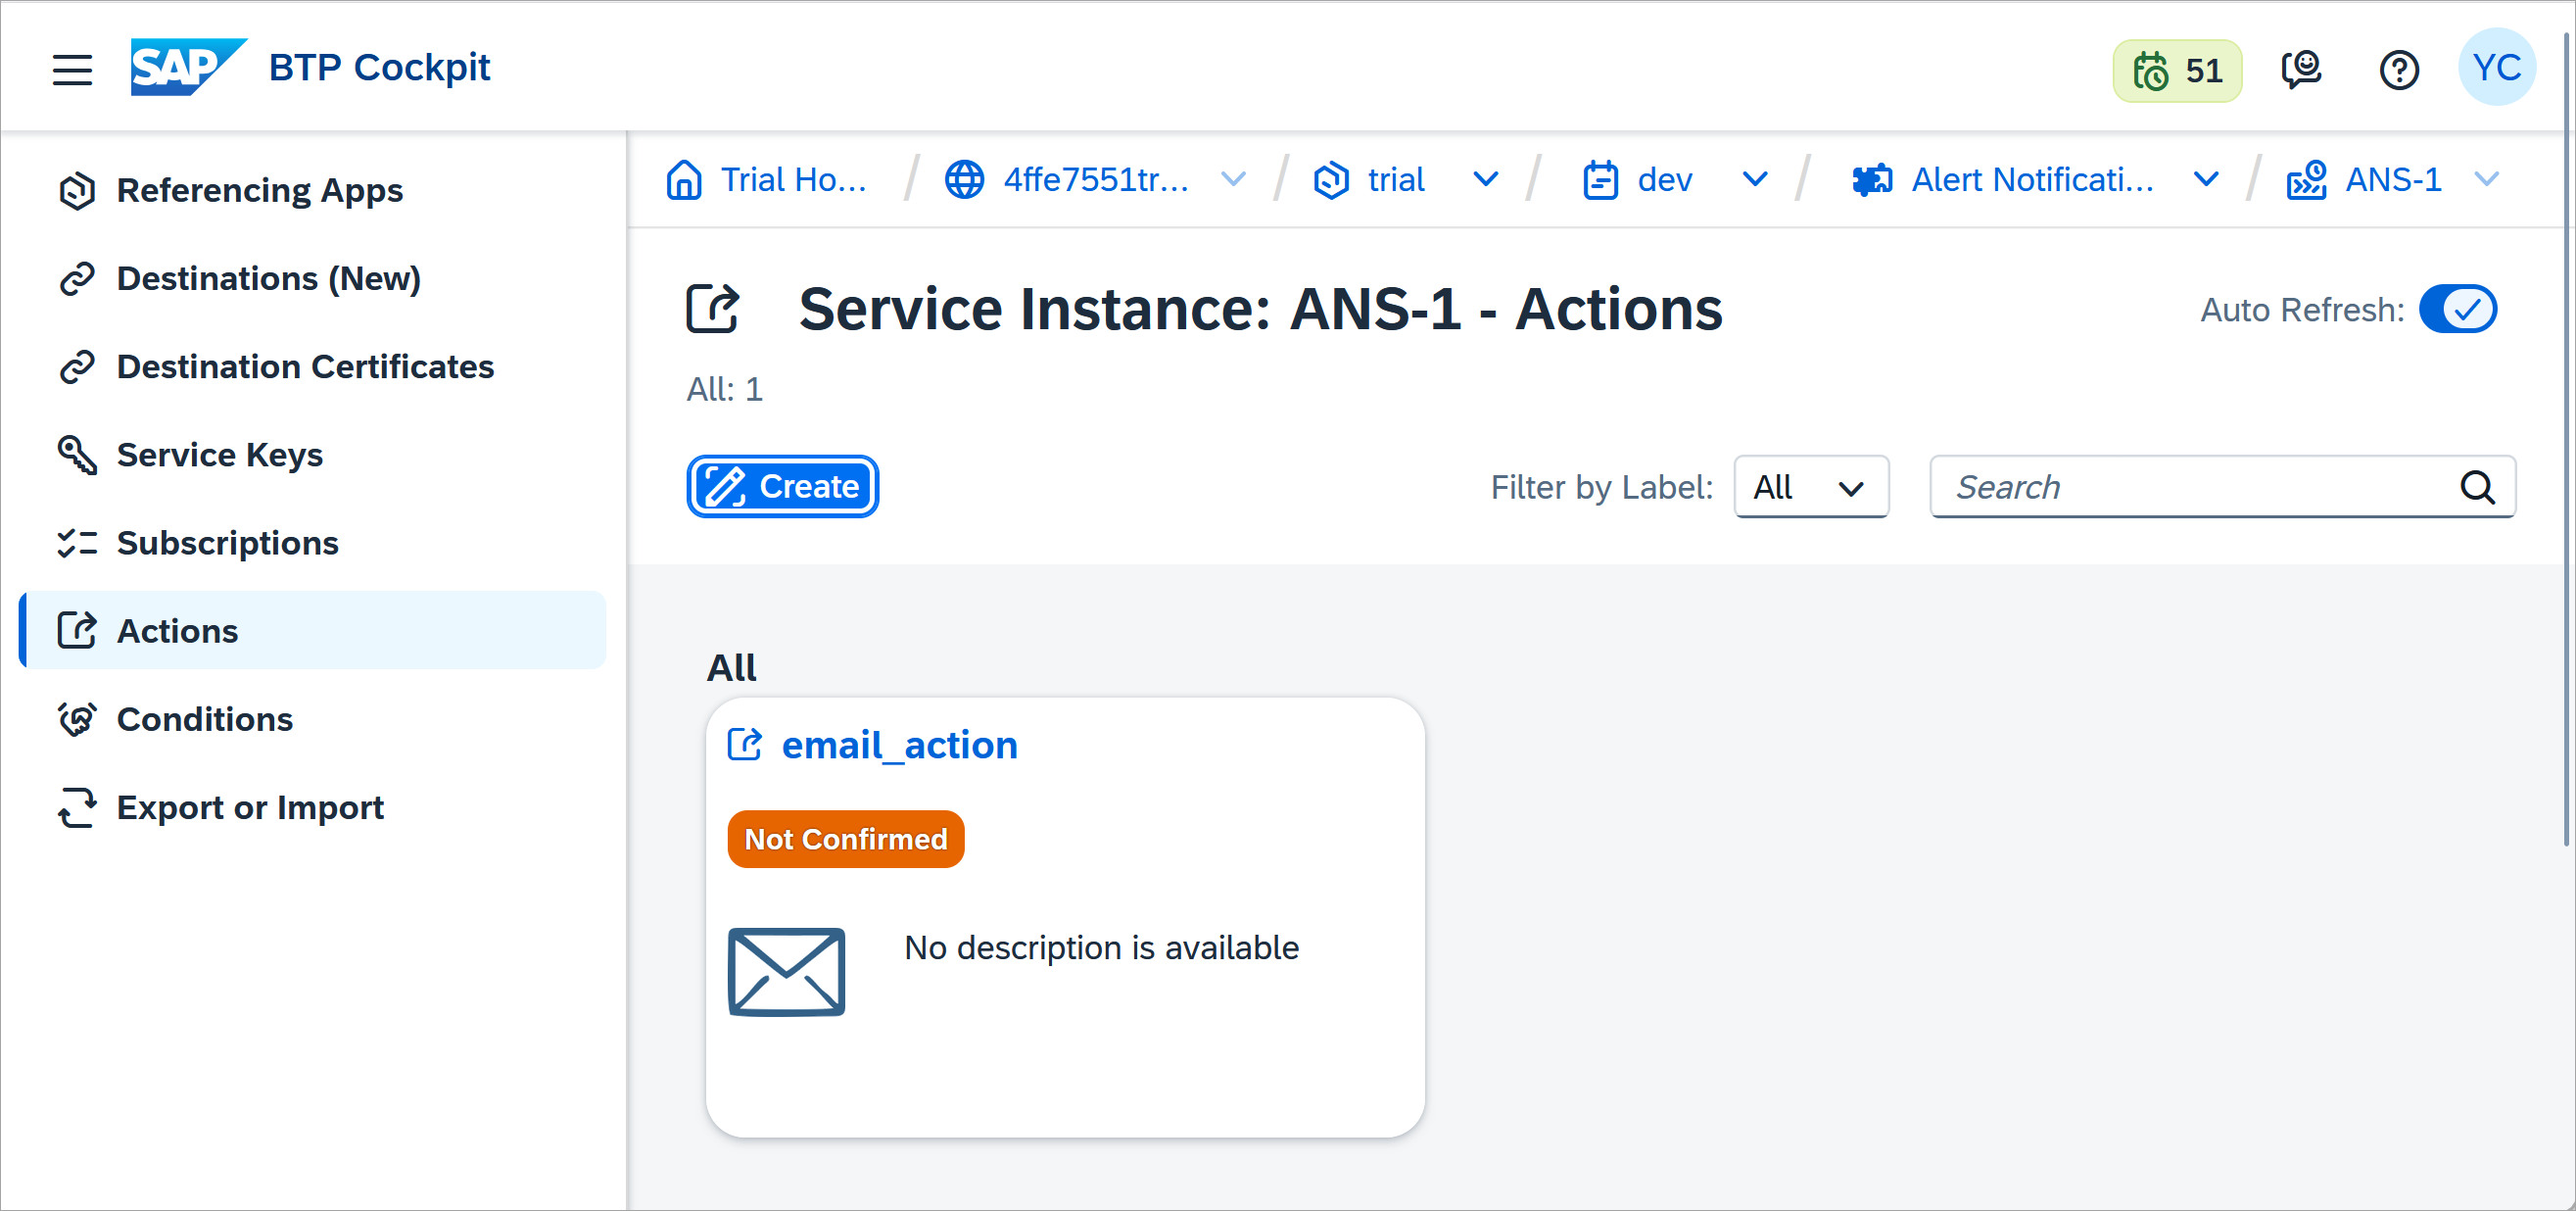 SAP BTP Cockpit
51
YC
Referencing Apps
Destinations (New)
Destination Certificates
Service Keys
Subscriptions
Actions
Conditions
Export or Import
Trial Ho... / 4ffe7551tr... / trial / dev / Alert Notificati... / ANS-1
Service Instance: ANS-1 - Actions
Auto Refresh:
All: 1
Create
Filter by Label: All
Search
All
email_action
Not Confirmed
No description is available